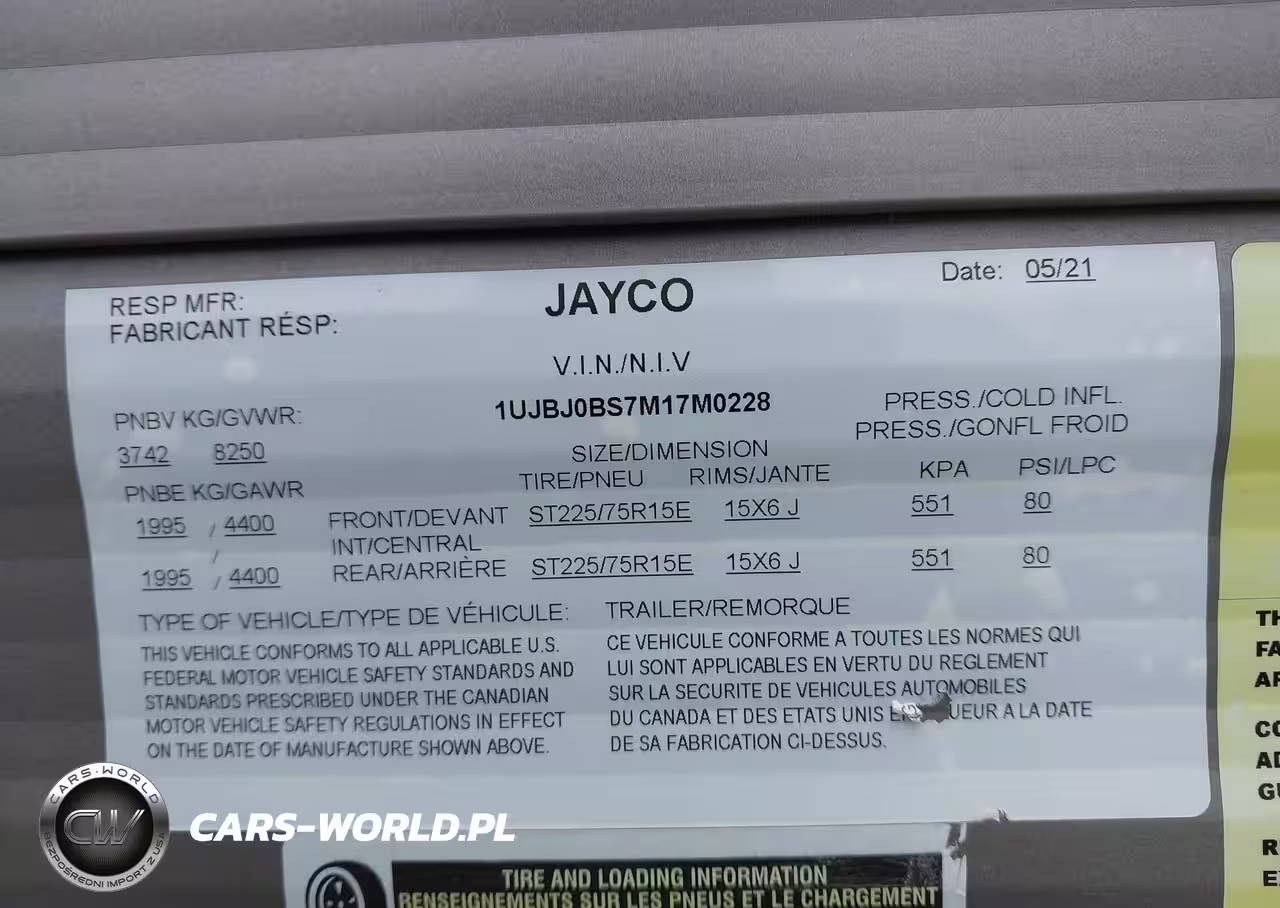 RESP MFR:
FABRICANT RÉSP:
JAYCO
Date: 05/21
V.I.N./N.I.V
1UJBJ0BS7M17M0228
PNBV KG/GVWR:
3742 8250
PRESS./COLD INFL.
PRESS./GONFL FROID
SIZE/DIMENSION
TIRE/PNEU RIMS/JANTE KPA PSI/LPC
PNBE KG/GAWR
1995 / 4400 FRONT/DEVANT ST225/75R15E 15X6 J 551 80
/ INT/CENTRAL
1995 / 4400 REAR/ARRIÈRE ST225/75R15E 15X6 J 551 80
TYPE OF VEHICLE/TYPE DE VÉHICULE: TRAILER/REMORQUE
THIS VEHICLE CONFORMS TO ALL APPLICABLE U.S.
FEDERAL MOTOR VEHICLE SAFETY STANDARDS AND
STANDARDS PRESCRIBED UNDER THE CANADIAN
MOTOR VEHICLE SAFETY REGULATIONS IN EFFECT
ON THE DATE OF MANUFACTURE SHOWN ABOVE.
CE VEHICULE CONFORME A TOUTES LES NORMES QUI
LUI SONT APPLICABLES EN VERTU DU REGLEMENT
SUR LA SECURITE DE VEHICULES AUTOMOBILES
DU CANADA ET DES ETATS UNIS A LA DATE
DE SA FABRICATION CI-DESSUS.
CARS-WORLD
CW
BEZPOŚREDNI IMPORT Z USA
CARS-WORLD.PL
TIRE AND LOADING INFORMATION
RENSEIGNEMENTS SUR LES PNEUS ET LE CHARGEMENT